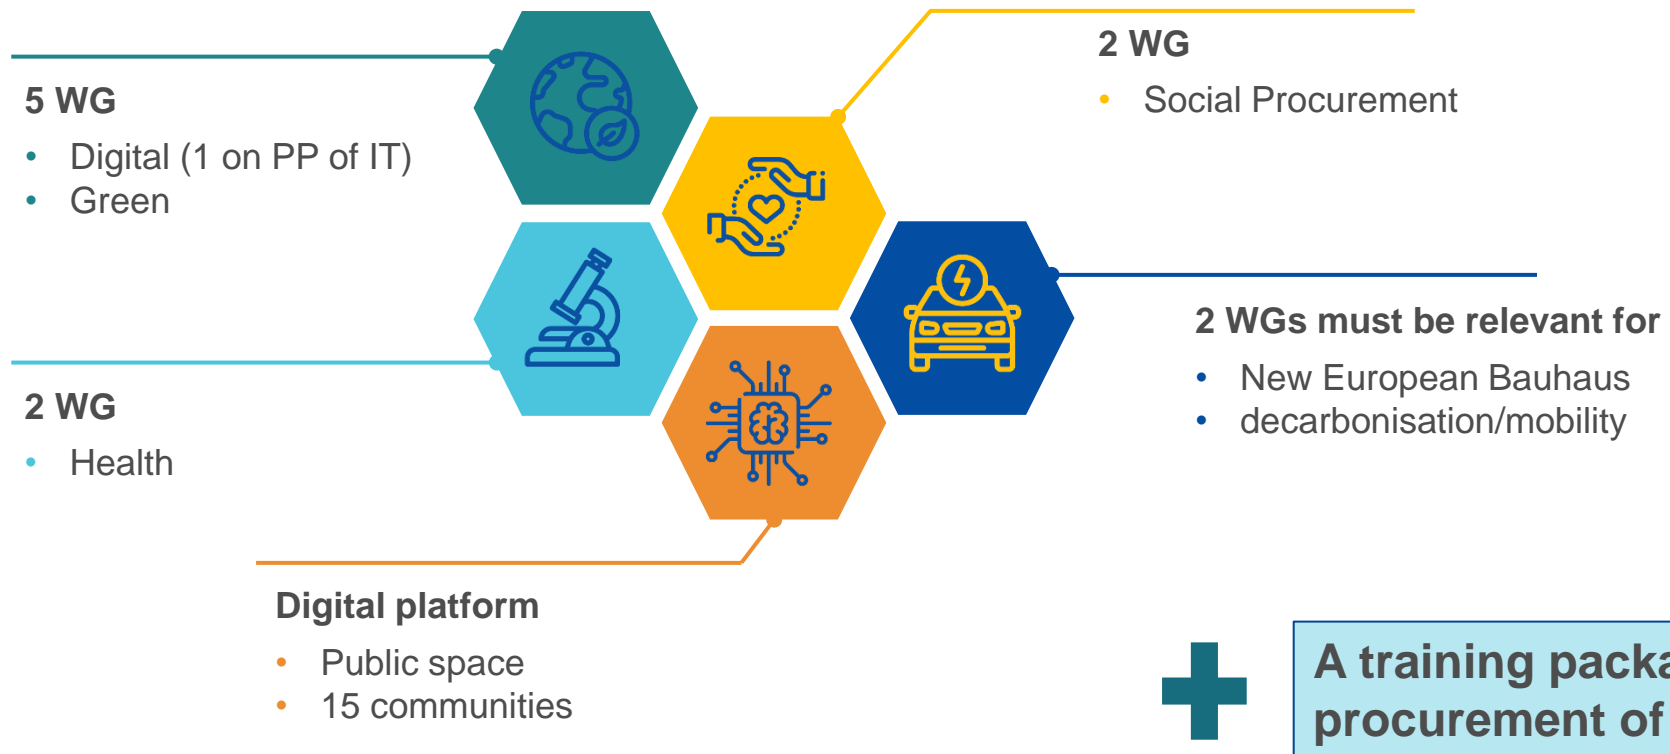 5 WG
Digital (1 on PP of IT)
Green
2 WG
Social Procurement
2 WG
Health
2 WGs must be relevant for
New European Bauhaus
decarbonisation/mobility
Digital platform
Public space
15 communities
A training
procurement of